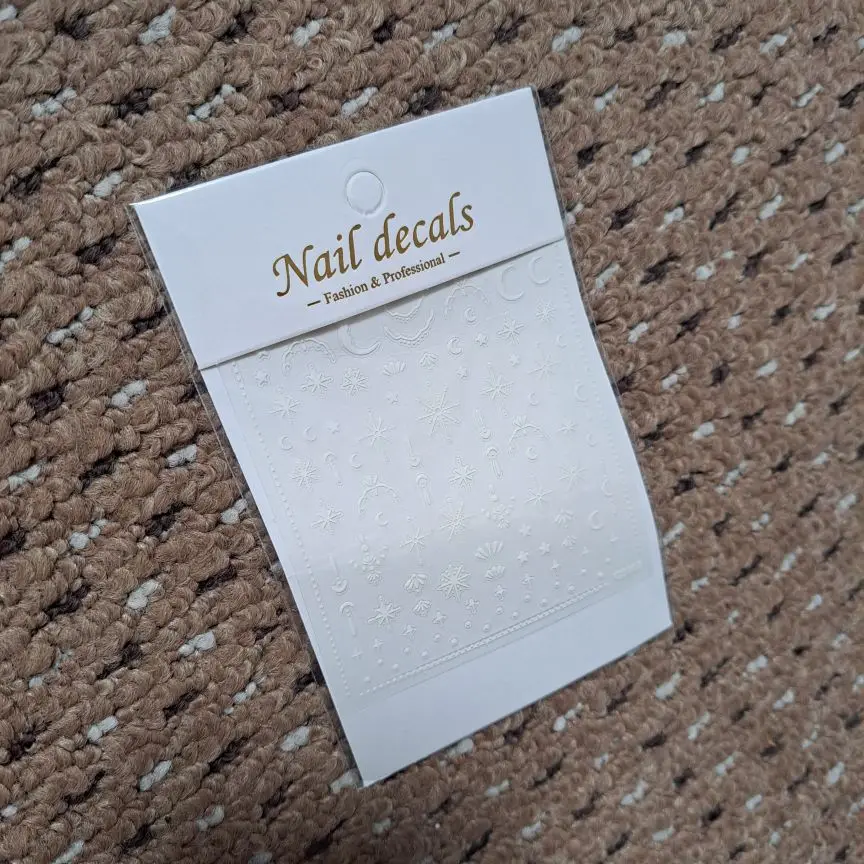 Nail decals
— Fashion & Professional —